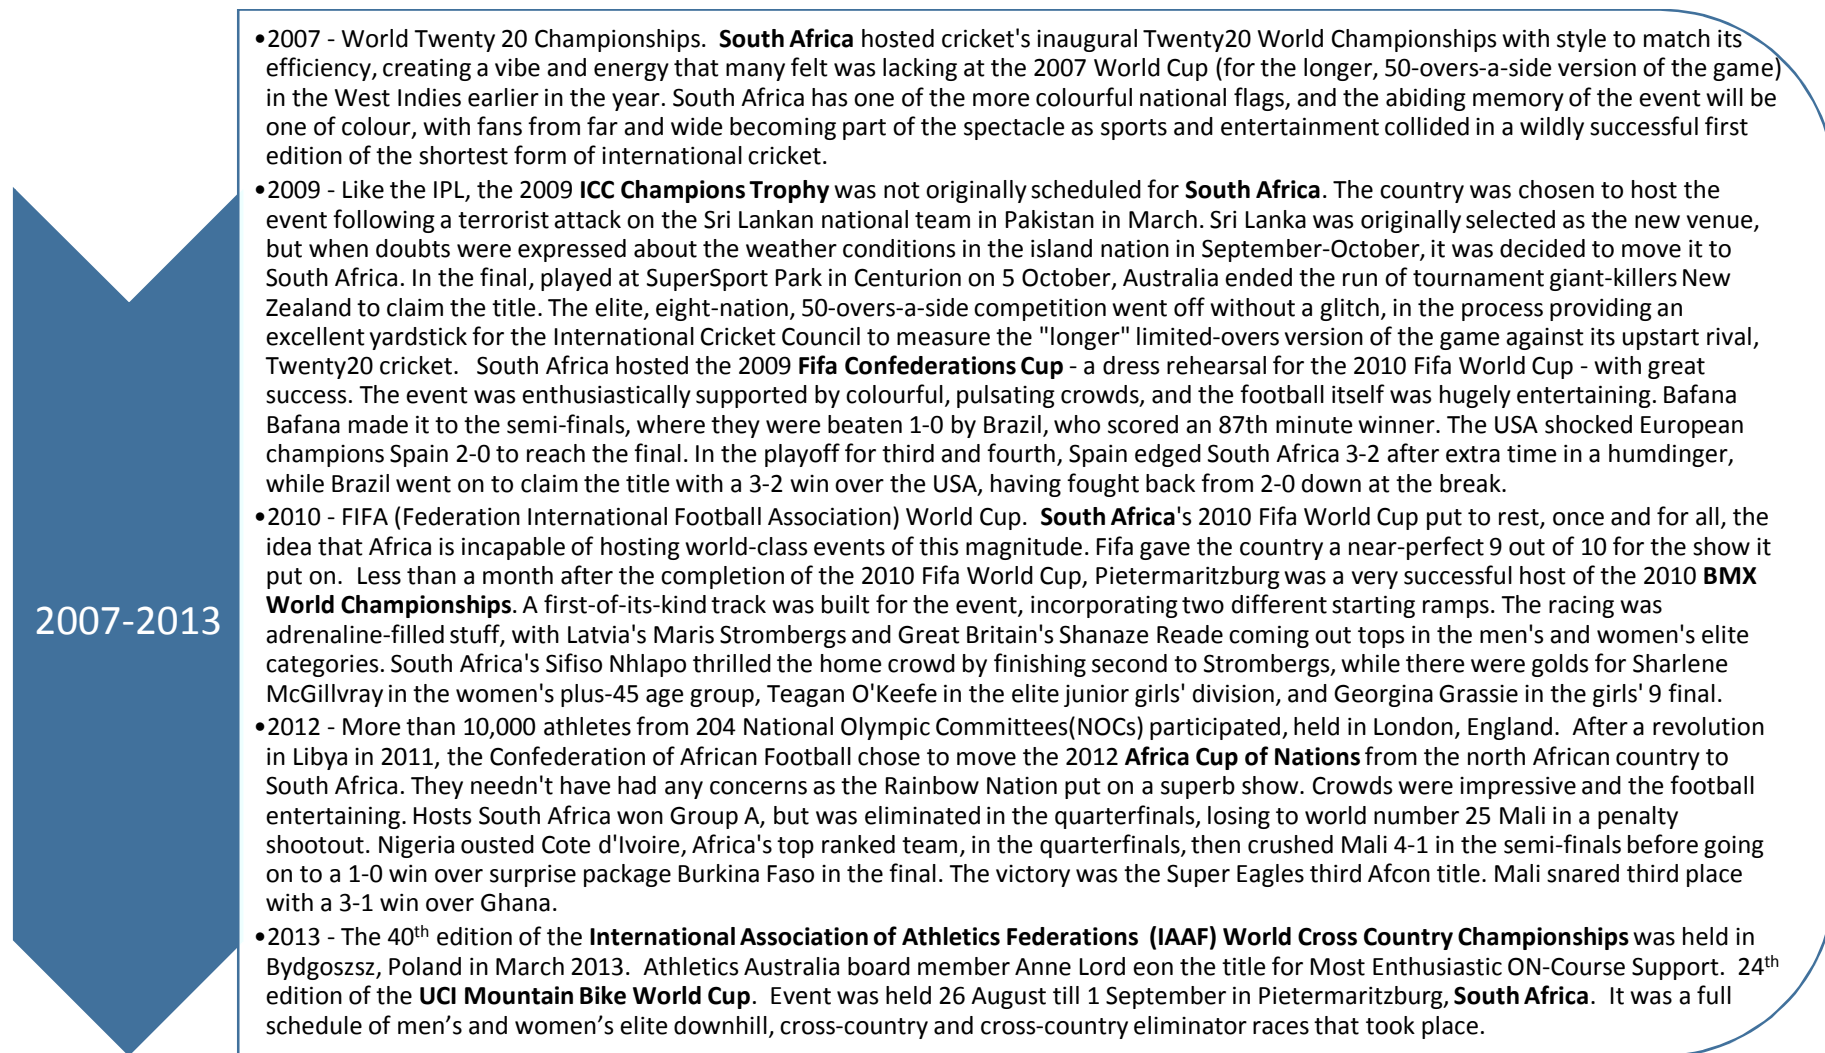 2007-2013
•2007 - World Twenty 20 Championships.  South Africa hosted cricket's inaugural Twenty20 World Championships with style to match its
efficiency, creating a vibe and energy that many felt was lacking at the 2007 World Cup (for the longer, 50-overs-a-side version of the game)
in the West Indies earlier in the year. South Africa has one of the more colourful national flags, and the abiding memory of the event will be
one of colour, with fans from far and wide becoming part of the spectacle as sports and entertainment collided in a wildly successful first
edition of the shortest form of international cricket.
•2009 - Like the IPL, the 2009 ICC Champions Trophy was not originally scheduled for South Africa. The country was chosen to host the
event following a terrorist attack on the Sri Lankan national team in Pakistan in March. Sri Lanka was originally selected as the new venue,
but when doubts were expressed about the weather conditions in the island nation in September-October, it was decided to move it to
South Africa. In the final, played at SuperSport Park in Centurion on 5 October, Australia ended the run of tournament giant-killers New
Zealand to claim the title. The elite, eight-nation, 50-overs-a-side competition went off without a glitch, in the process providing an
excellent yardstick for the International Cricket Council to measure the "longer" limited-overs version of the game against its upstart rival,
Twenty20 cricket.   South Africa hosted the 2009 Fifa Confederations Cup - a dress rehearsal for the 2010 Fifa World Cup - with great
success. The event was enthusiastically supported by colourful, pulsating crowds, and the football itself was hugely entertaining. Bafana
Bafana made it to the semi-finals, where they were beaten 1-0 by Brazil, who scored an 87th minute winner. The USA shocked European
champions Spain 2-0 to reach the final. In the playoff for third and fourth, Spain edged South Africa 3-2 after extra time in a humdinger,
while Brazil went on to claim the title with a 3-2 win over the USA, having fought back from 2-0 down at the break.
•2010 - FIFA (Federation International Football Association) World Cup.  South Africa's 2010 Fifa World Cup put to rest, once and for all, the
idea that Africa is incapable of hosting world-class events of this magnitude. Fifa gave the country a near-perfect 9 out of 10 for the show it
put on.  Less than a month after the completion of the 2010 Fifa World Cup, Pietermaritzburg was a very successful host of the 2010 BMX
World Championships. A first-of-its-kind track was built for the event, incorporating two different starting ramps. The racing was
adrenaline-filled stuff, with Latvia's Maris Strombergs and Great Britain's Shanaze Reade coming out tops in the men's and women's elite
categories. South Africa's Sifiso Nhlapo thrilled the home crowd by finishing second to Strombergs, while there were golds for Sharlene
McGillvray in the women's plus-45 age group, Teagan O'Keefe in the elite junior girls' division, and Georgina Grassie in the girls' 9 final.
•2012 - More than 10,000 athletes from 204 National Olympic Committees(NOCs) participated, held in London, England.  After a revolution
in Libya in 2011, the Confederation of African Football chose to move the 2012 Africa Cup of Nations from the north African country to
South Africa. They needn't have had any concerns as the Rainbow Nation put on a superb show. Crowds were impressive and the football
entertaining. Hosts South Africa won Group A, but was eliminated in the quarterfinals, losing to world number 25 Mali in a penalty
shootout. Nigeria ousted Cote d'Ivoire, Africa's top ranked team, in the quarterfinals, then crushed Mali 4-1 in the semi-finals before going
on to a 1-0 win over surprise package Burkina Faso in the final. The victory was the Super Eagles third Afcon title. Mali snared third place
with a 3-1 win over Ghana.
•2013 - The 40th edition of the International Association of Athletics Federations  (IAAF) World Cross Country Championships was held in
Bydgoszsz, Poland in March 2013.  Athletics Australia board member Anne Lord eon the title for Most Enthusiastic ON-Course Support.  24th
edition of the UCI Mountain Bike World Cup.  Event was held 26 August till 1 September in Pietermaritzburg, South Africa.  It was a full
schedule of men’s and women’s elite downhill, cross-country and cross-country eliminator races that took place.